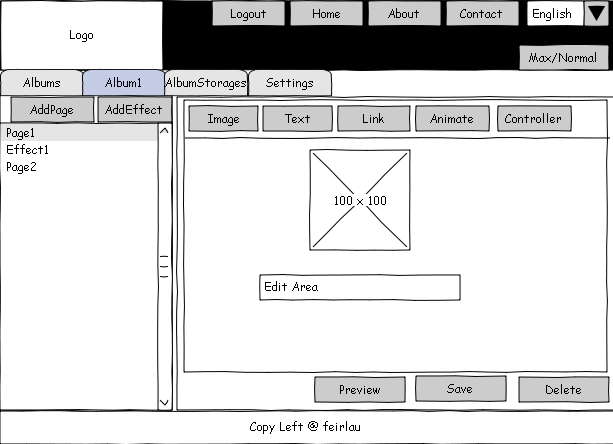 Logo
Logout Home About Contact English
Max/Normal
Albums Album1 AlbumStorages Settings
AddPage AddEffect
Image Text Link Animate Controller
Page1
Effect1
Page2
100 x 100
Edit Area
Preview Save Delete
Copy Left @ feirlau